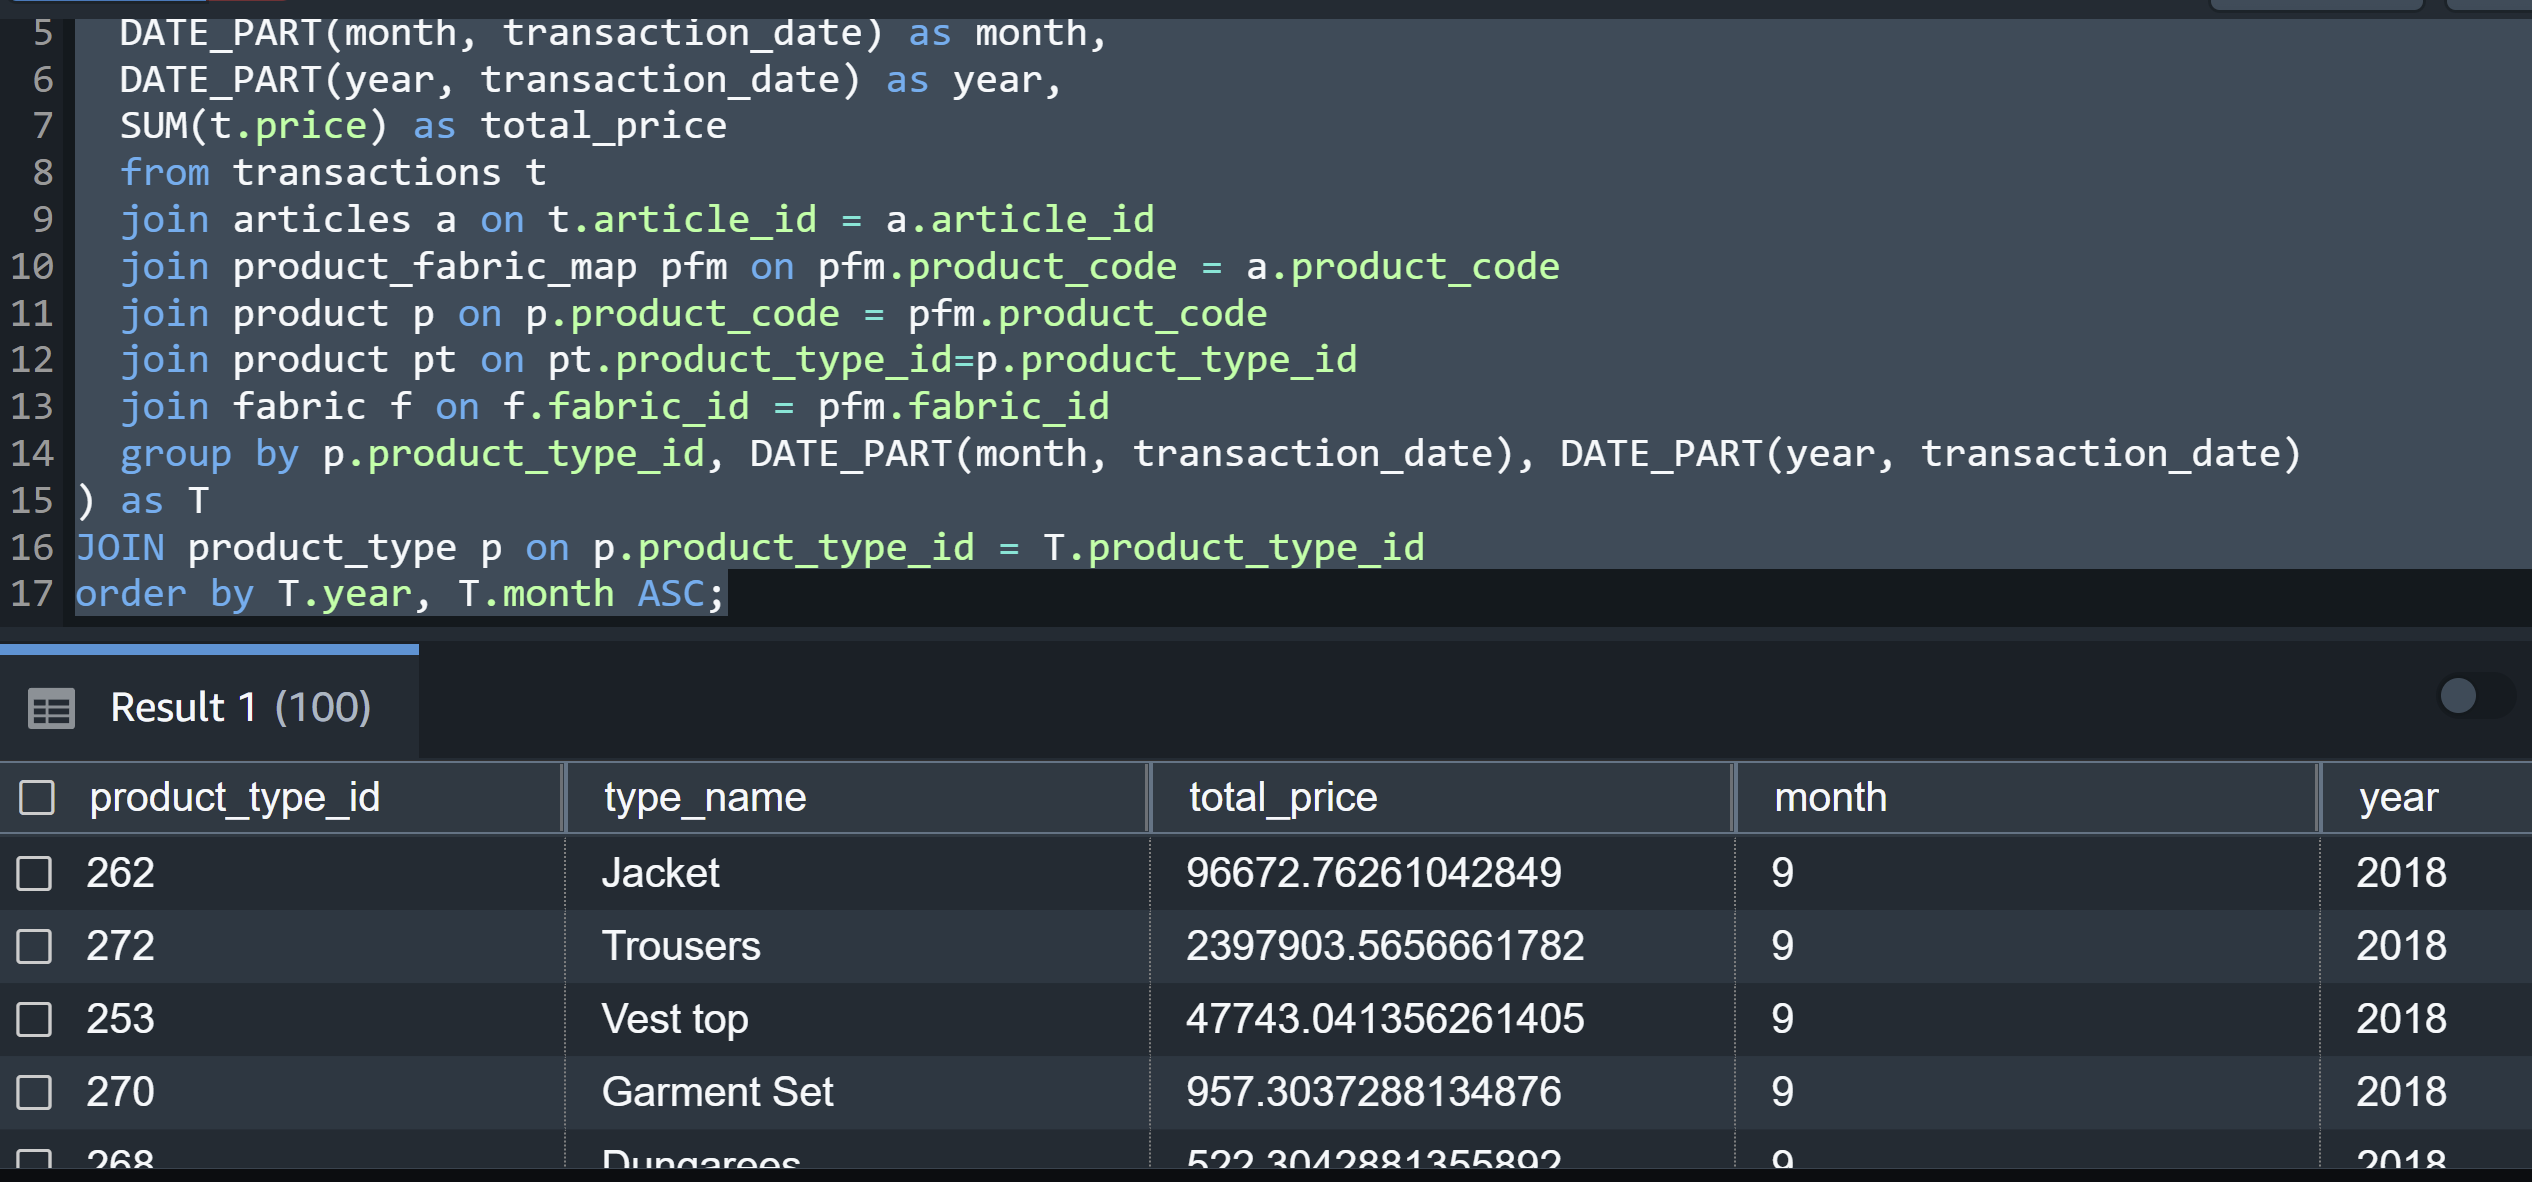 5 DATE_PART(month, transaction_date) as month,
6 DATE_PART(year, transaction_date) as year,
7 SUM(t.price) as total_price
8 from transactions t
9 join articles a on t.article_id = a.article_id
10 join product_fabric_map pfm on pfm.product_code = a.product_code
11 join product p on p.product_code = pfm.product_code
12 join product pt on pt.product_type_id=p.product_type_id
13 join fabric f on f.fabric_id = pfm.fabric_id
14 group by p.product_type_id, DATE_PART(month, transaction_date), DATE_PART(year, transaction_date)
15 ) as T
16 JOIN product_type p on p.product_type_id = T.product_type_id
17 order by T.year, T.month ASC;
Result 1 (100)
product_type_id type_name total_price month year
262 Jacket 96672.76261042849 9 2018
272 Trousers 2397903.5656661782 9 2018
253 Vest top 47743.041356261405 9 2018
270 Garment Set 957.3037288134876 9 2018
268 Dungarees 522.3042881355892 9 2018